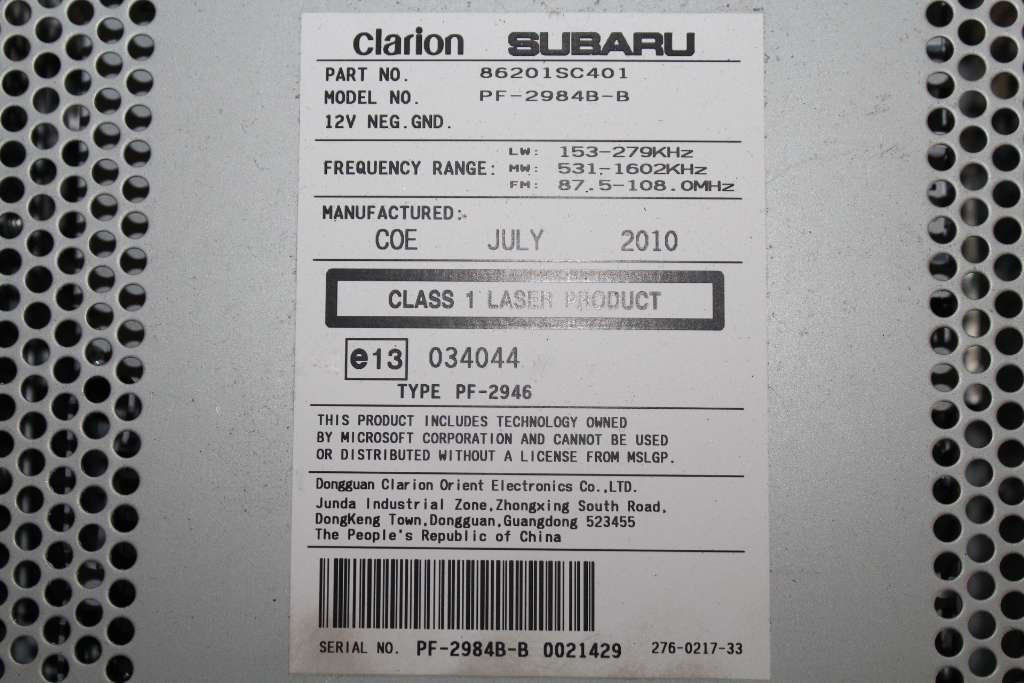 clarion SUBARU
PART NO. 86201SC401
MODEL NO. PF-2984B-B
12V NEG.GND.
FREQUENCY RANGE: LW: 153-279KHz
MW: 531-1602KHz
FM: 87.5-108.0MHz
MANUFACTURED:
COE JULY 2010
CLASS 1 LASER PRODUCT
e13 034044
TYPE PF-2946
THIS PRODUCT INCLUDES TECHNOLOGY OWNED
BY MICROSOFT CORPORATION AND CANNOT BE USED
OR DISTRIBUTED WITHOUT A LICENSE FROM MSLGP.
Dongguan Clarion Orient Electronics Co.,LTD.
Junda Industrial Zone,Zhongxing South Road,
DongKeng Town,Dongguan,Guangdong 523455
The People's Republic of China
SERIAL NO. PF-2984B-B 0021429 276-0217-33